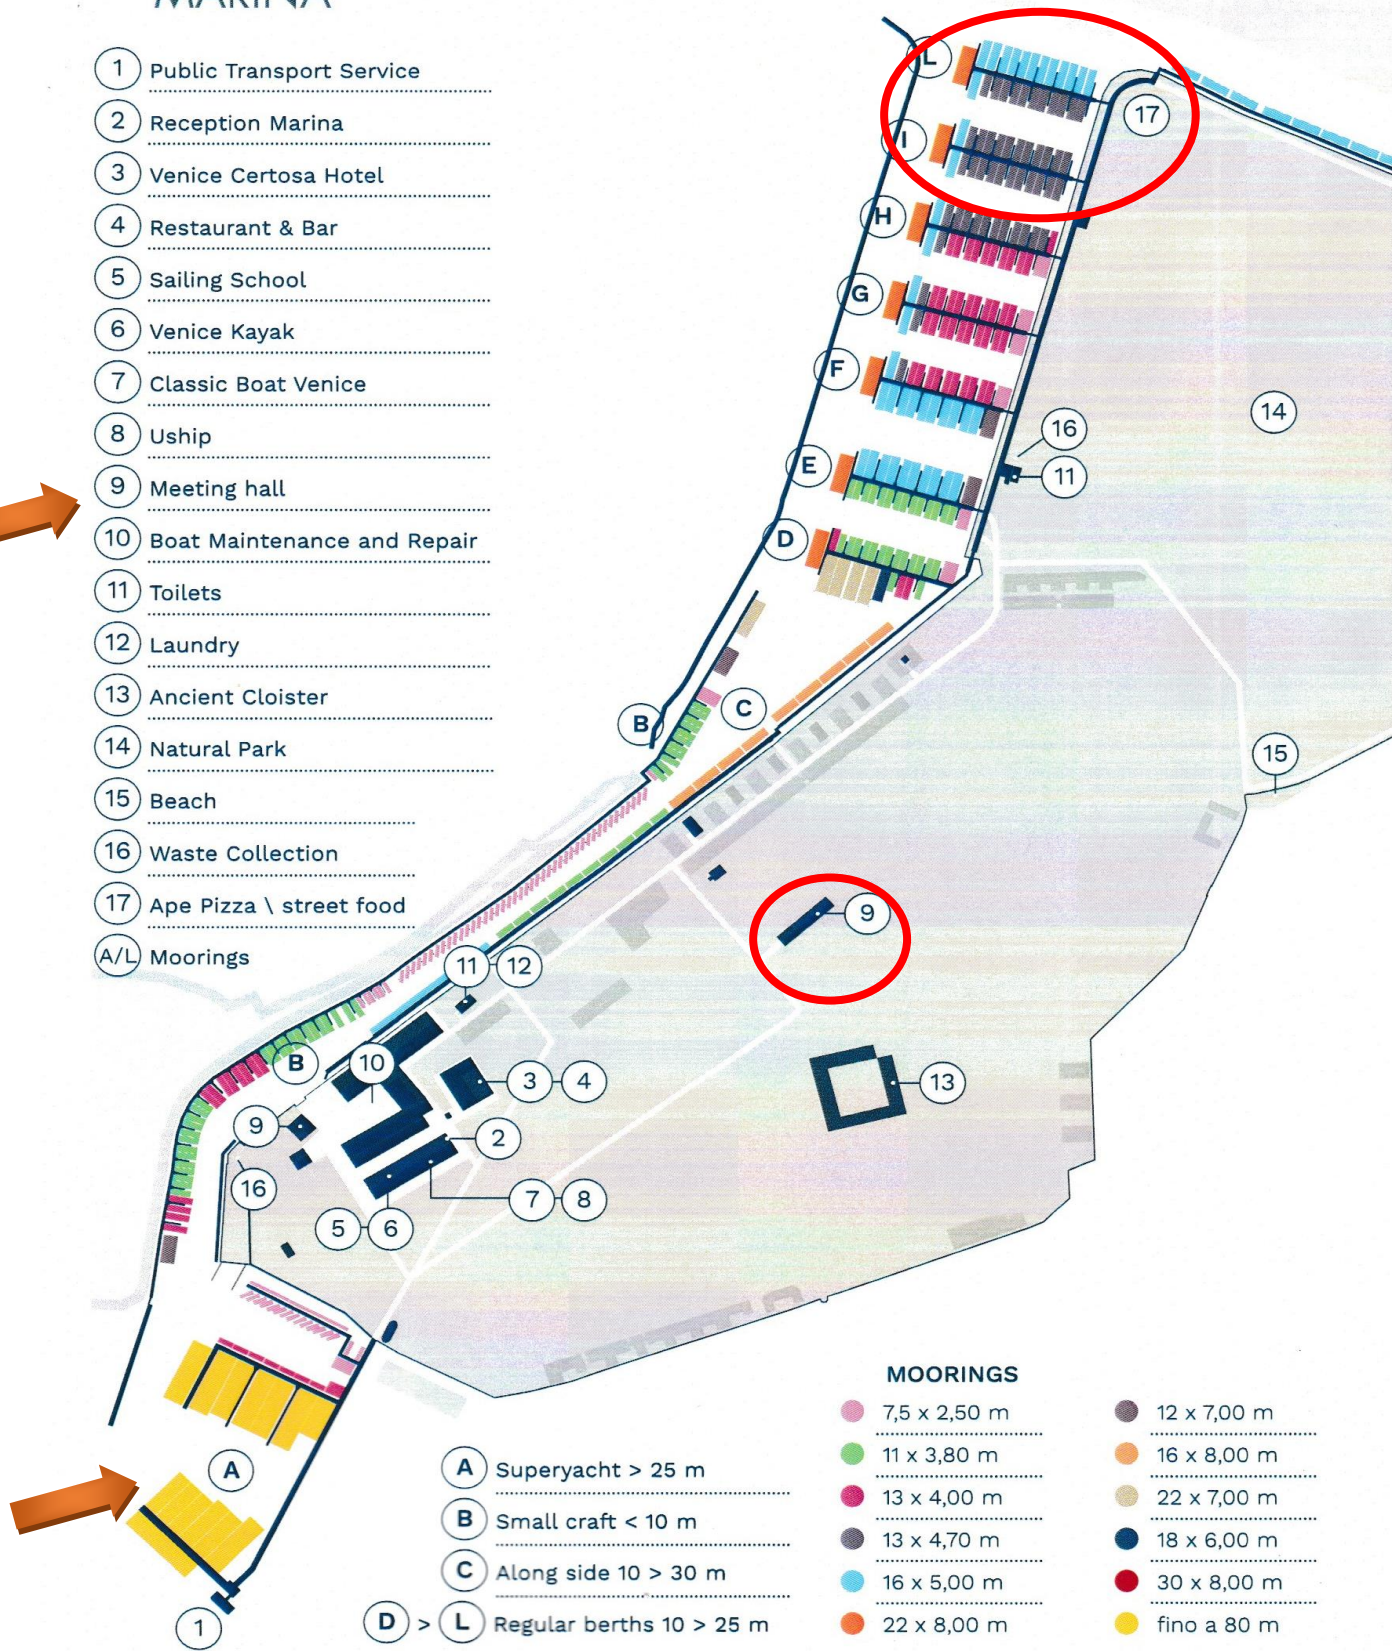 MARINA
1 Public Transport Service
2 Reception Marina
3 Venice Certosa Hotel
4 Restaurant & Bar
5 Sailing School
6 Venice Kayak
7 Classic Boat Venice
8 Uship
9 Meeting hall
10 Boat Maintenance and Repair
11 Toilets
12 Laundry
13 Ancient Cloister
14 Natural Park
15 Beach
16 Waste Collection
17 Ape Pizza \ street food
A/L Moorings
L
17
I
H
G
F
14
16
E
11
D
B
C
15
9
11 12
B
10
3 4
13
9
2
16
7 8
5 6
A
1
A Superyacht > 25 m
B Small craft < 10 m
C Along side 10 > 30 m
D > L Regular berths 10 > 25 m
MOORINGS
7,5 x 2,50 m
11 x 3,80 m
13 x 4,00 m
13 x 4,70 m
16 x 5,00 m
22 x 8,00 m
12 x 7,00 m
16 x 8,00 m
22 x 7,00 m
18 x 6,00 m
30 x 8,00 m
fino a 80 m